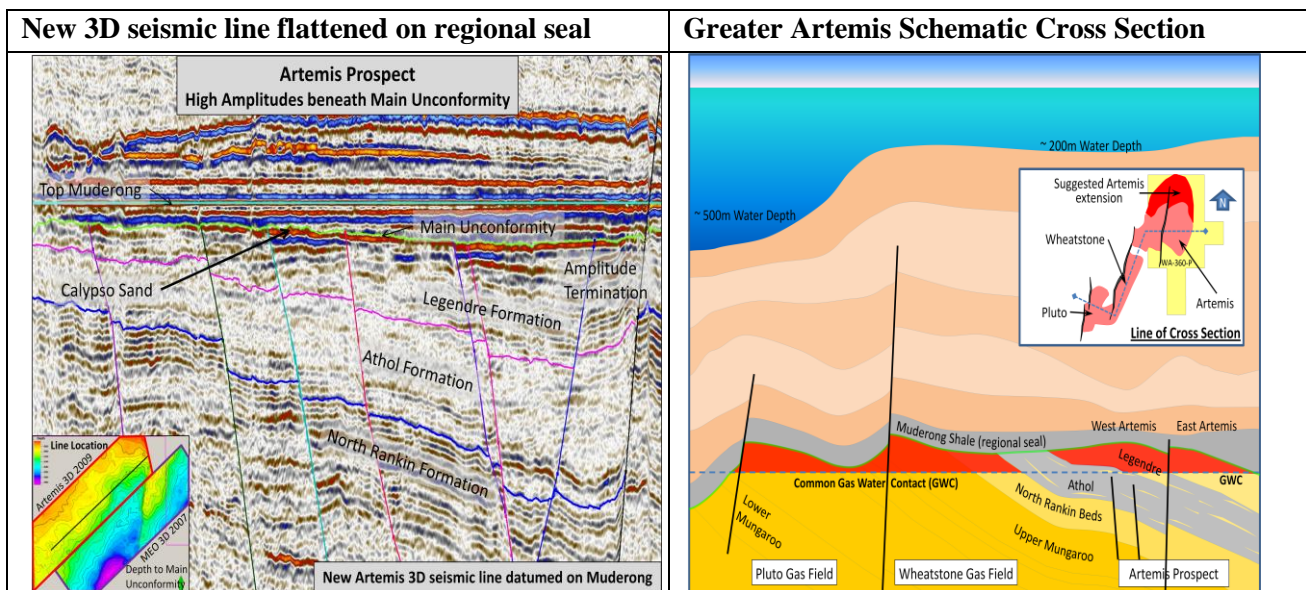 New 3D seismic line flattened on regional seal
Artemis Prospect
High Amplitudes beneath Main Unconformity
Top Muderong
Main Unconformity
Calypso Sand
Amplitude
Termination
Legendre Formation
Athol Formation
North Rankin Formation
Line Location
Artemis 3D 2009
MEO 3D 2007
Depth to Main
Unconformity
New Artemis 3D seismic line datumed on Muderong
Greater Artemis Schematic Cross Section
~ 200m Water Depth
~ 500m Water Depth
Suggested Artemis
extension
N
Wheatstone
WA-360-P
Pluto
Artemis
Line of Cross Section
Muderong Shale (regional seal)
West Artemis
East Artemis
Legendre
Common Gas Water Contact (GWC)
GWC
Athol
North Rankin Beds
Lower
Mungaroo
Upper Mungaroo
Pluto Gas Field
Wheatstone Gas Field
Artemis Prospect